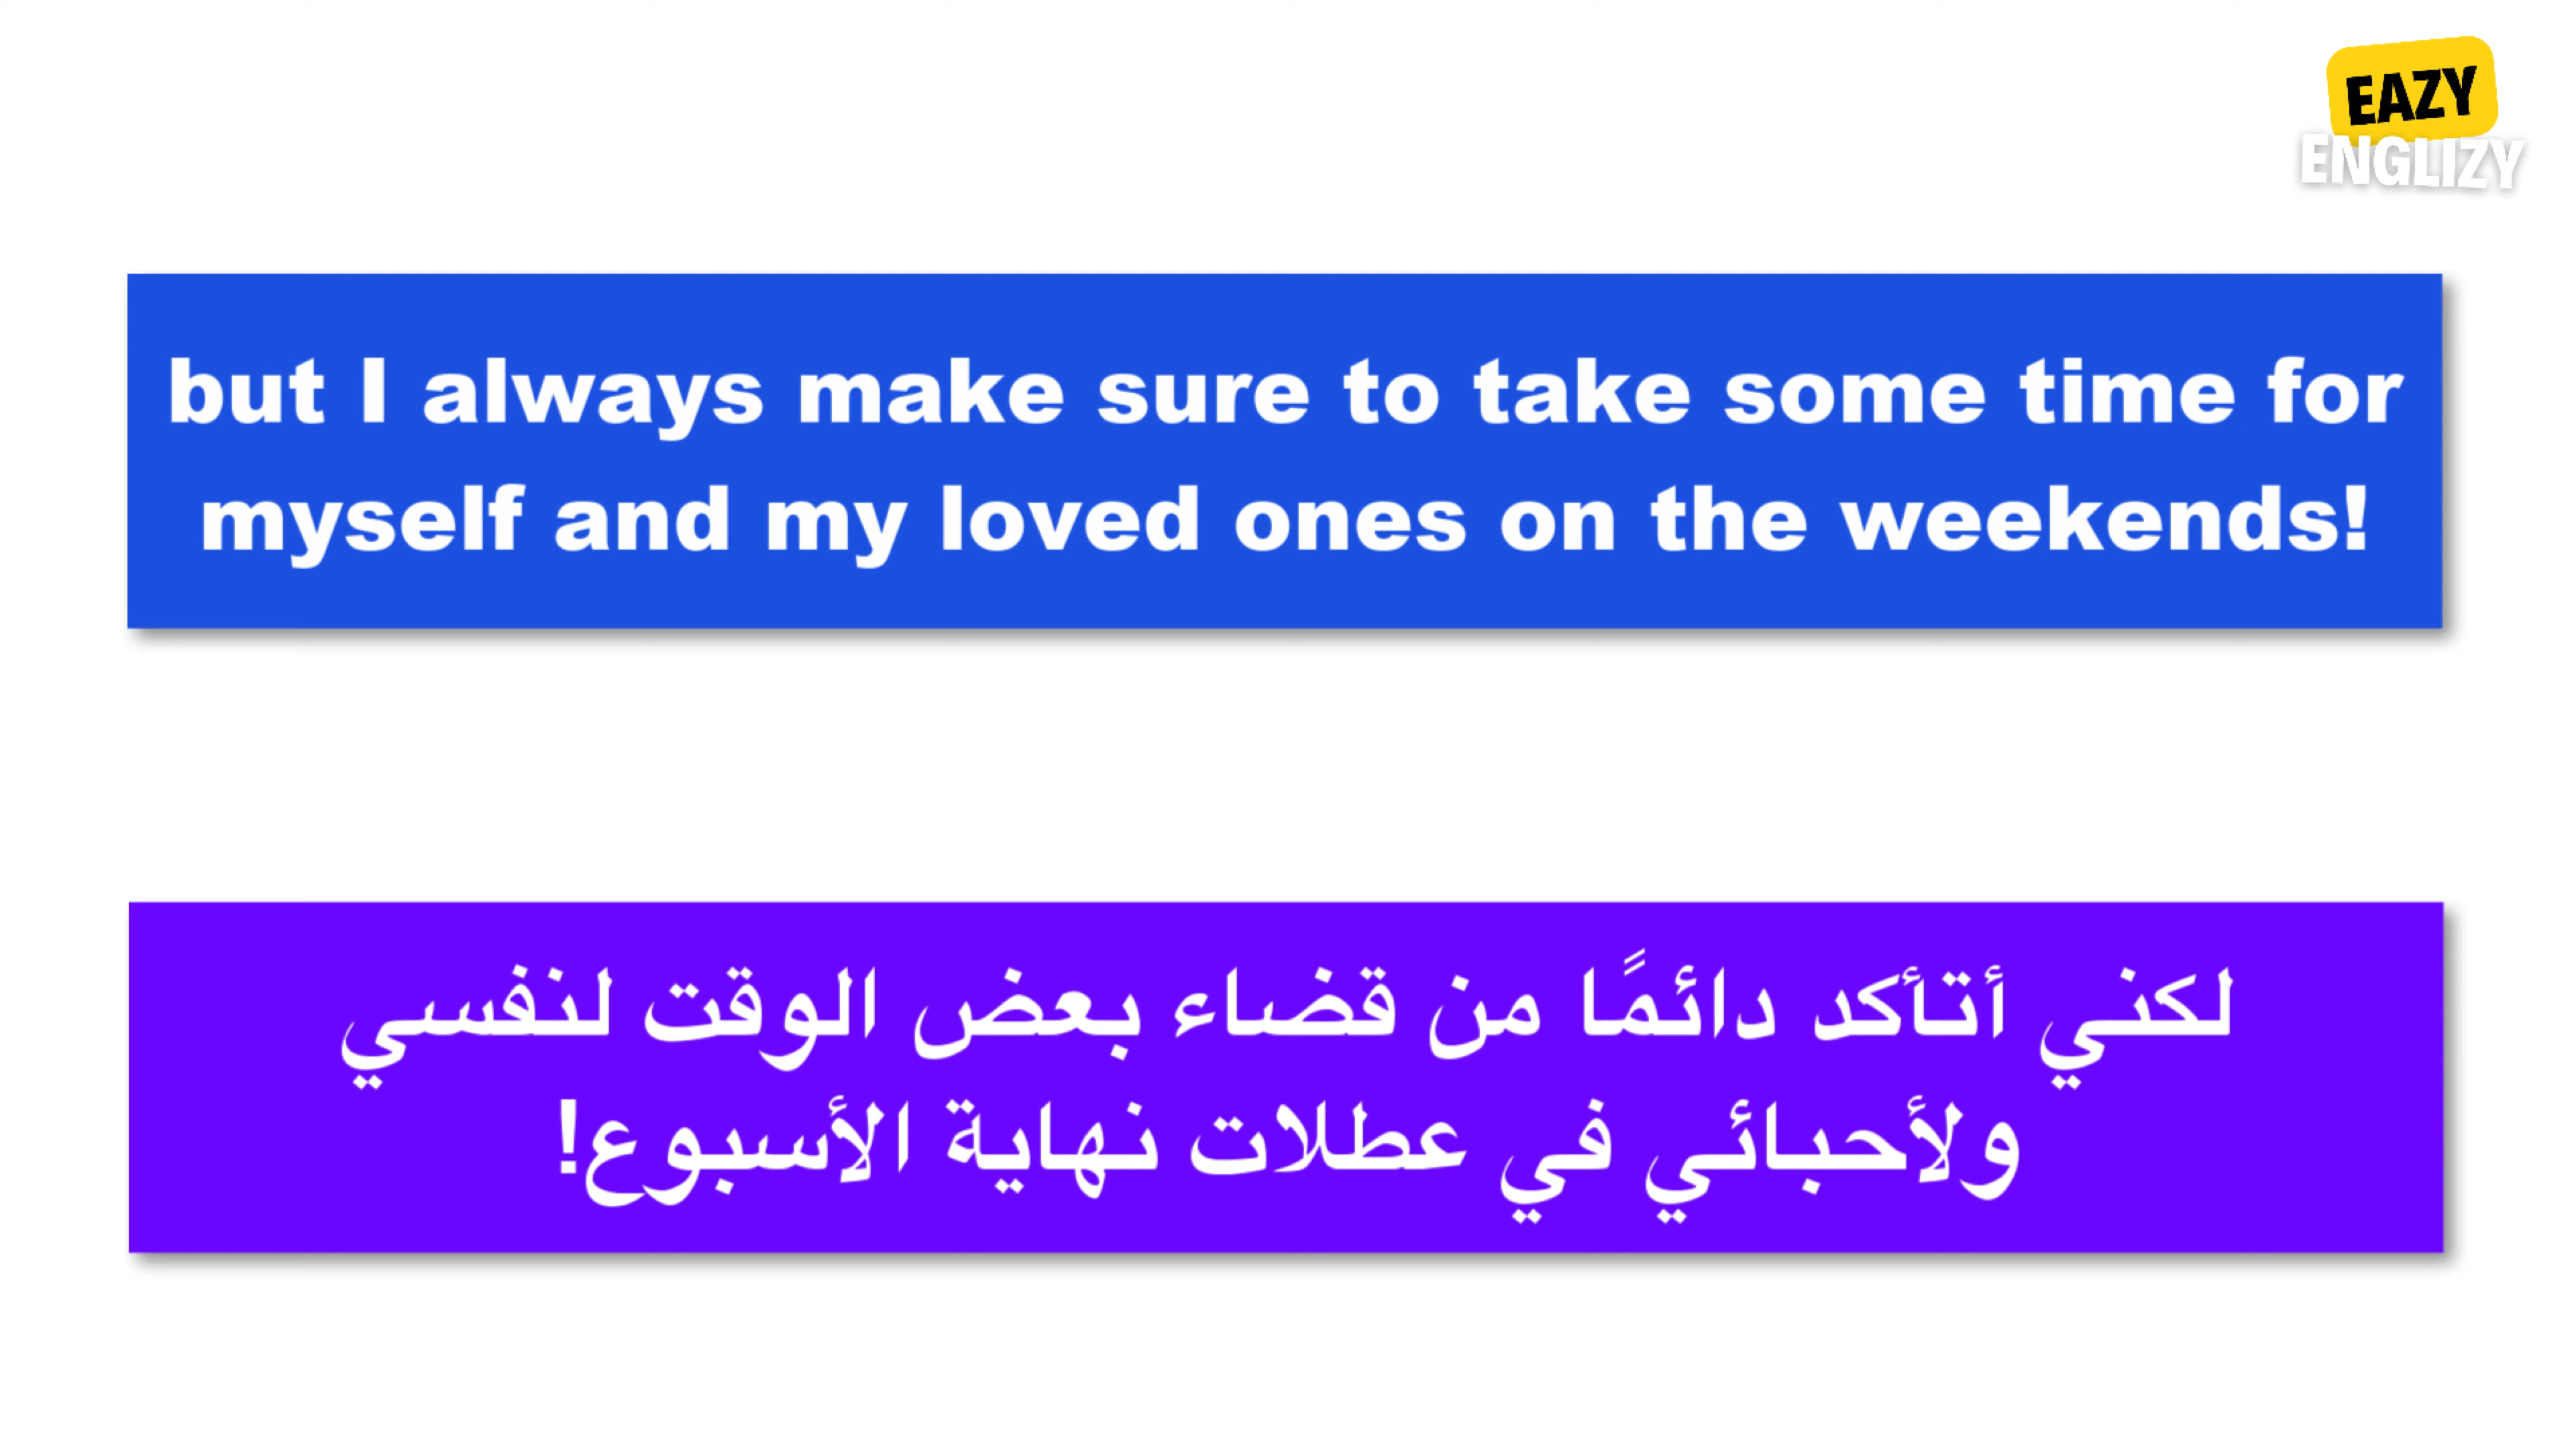 EAZY
ENGLIZY
but I always make sure to take some time for
myself and my loved ones on the weekends!
لكني أتأكد دائمًا من قضاء بعض الوقت لنفسي
ولأحبائي في عطلات نهاية الأسبوع!